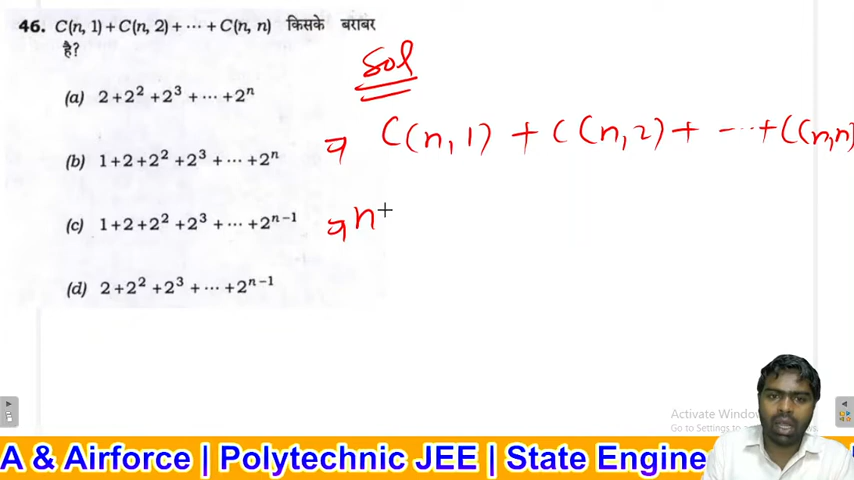 46. C(n, 1) + C(n, 2) + ⋯ + C(n, n) किसके बराबर
है?
(a) 2 + 2² + 2³ + ⋯ + 2ⁿ
(b) 1 + 2 + 2² + 2³ + ⋯ + 2ⁿ
(c) 1 + 2 + 2² + 2³ + ⋯ + 2ⁿ⁻¹
(d) 2 + 2² + 2³ + ⋯ + 2ⁿ⁻¹
Sol
C(n, 1) + C(n, 2) + ⋯ + C(n, n)
n
Activate Window
Go to Settings to a
A & Airforce | Polytechnic JEE | State Engine